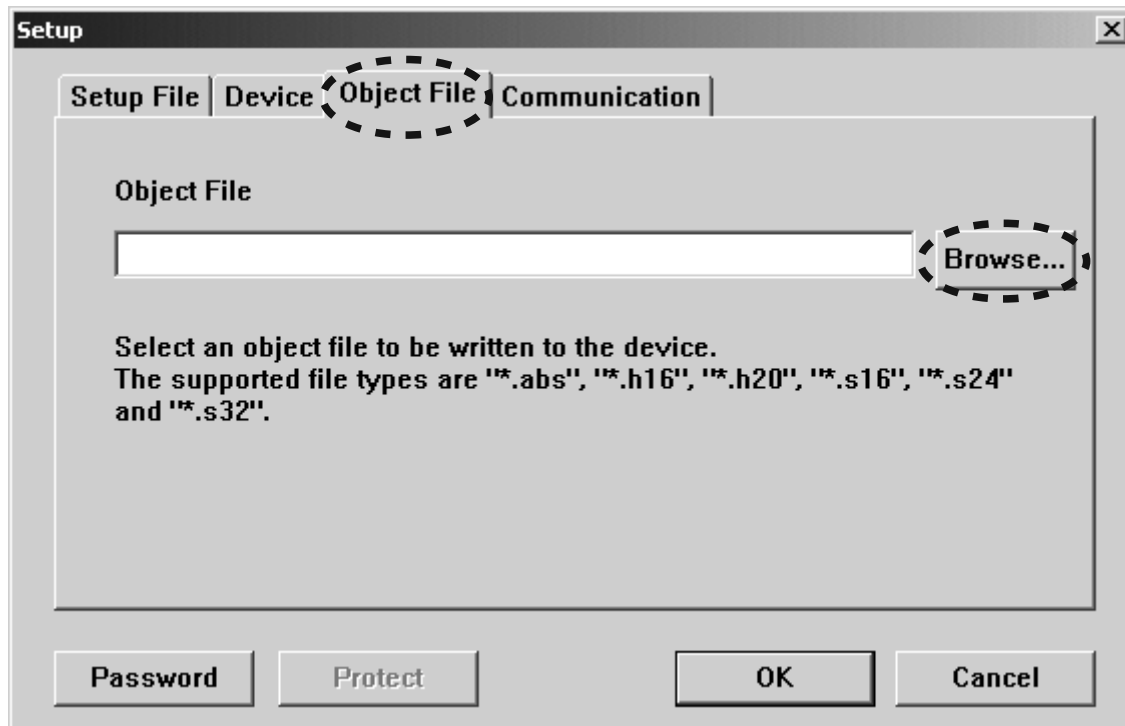 Setup
Setup File Device Object File Communication
Object File
Browse...
Select an object file to be written to the device.
The supported file types are "*.abs", "*.h16", "*.h20", "*.s16", "*.s24"
and "*.s32".
Password Protect OK Cancel